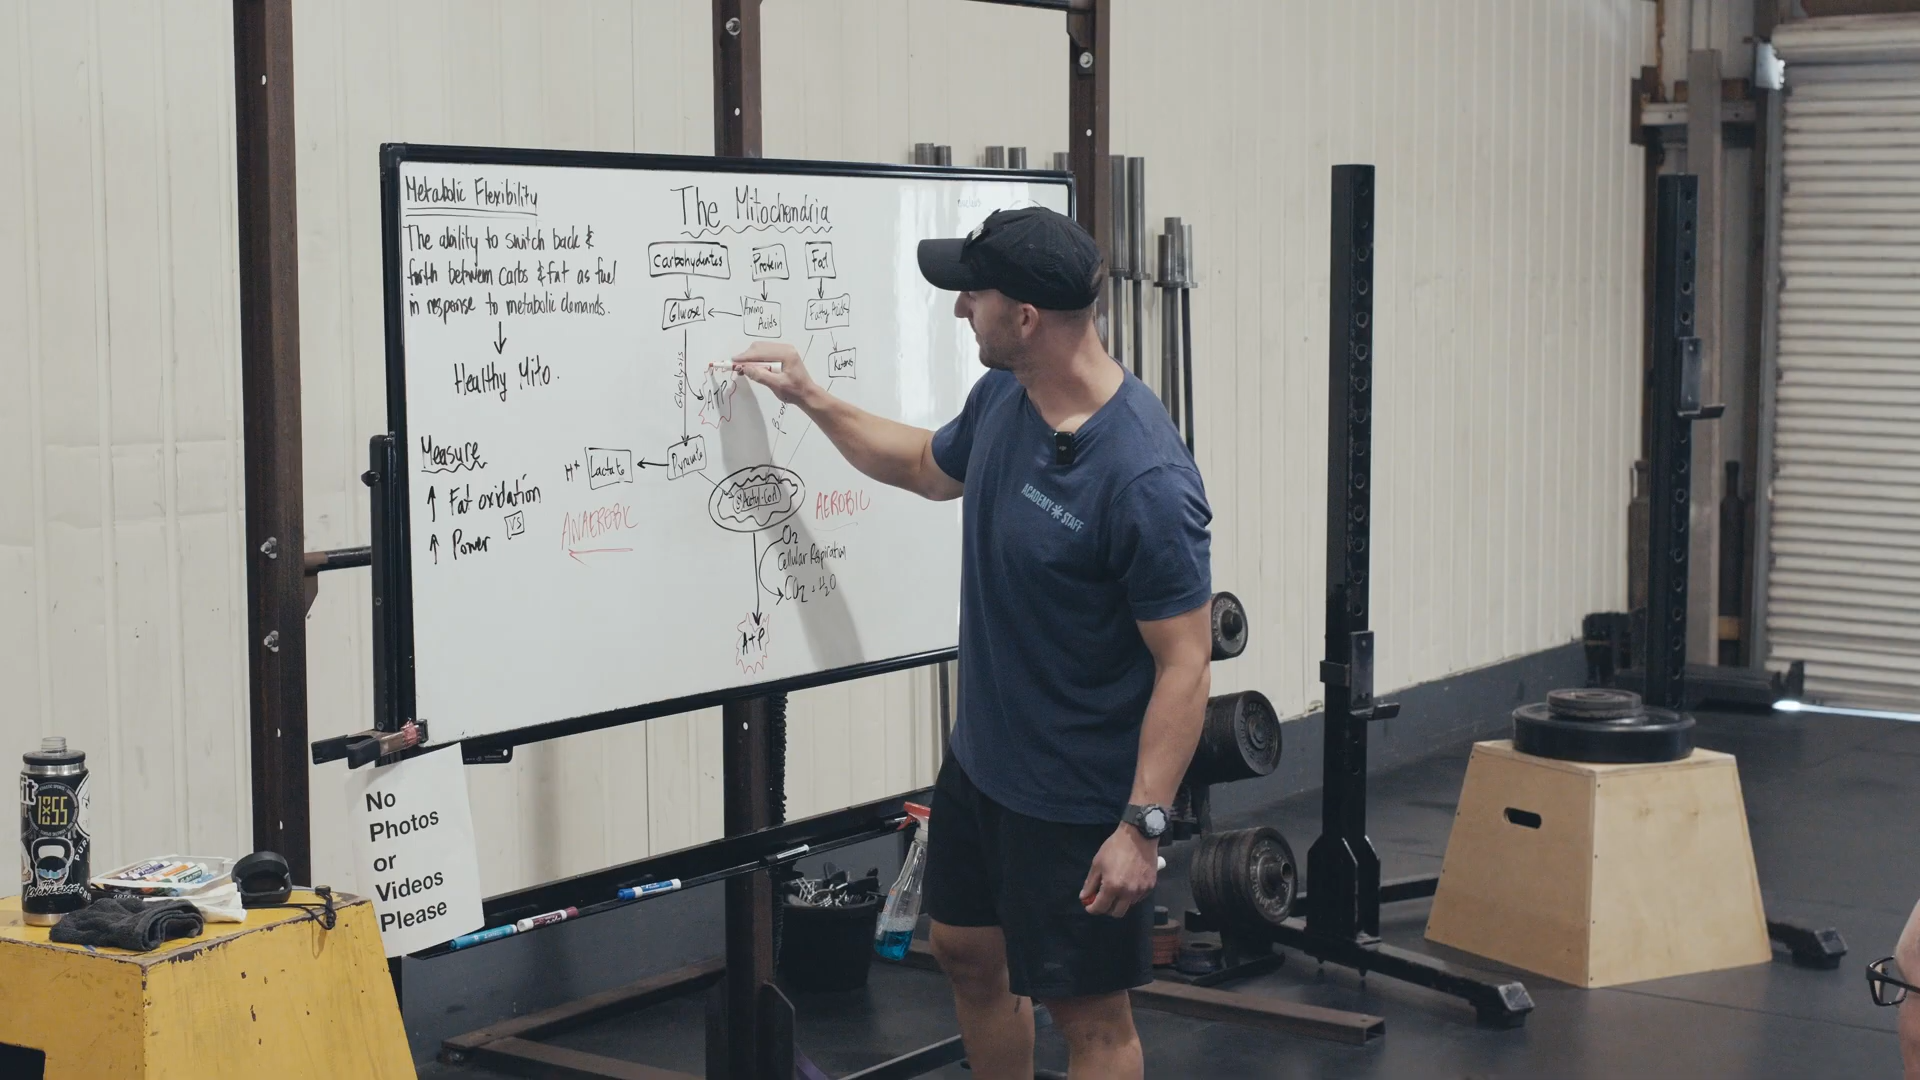 Metabolic Flexibility
The ability to switch back &
forth between carbs & fat as fuel
in response to metabolic demands.
Healthy Mito.
Measure
↑ Fat oxidation
VS
↑ Power
The Mitochondria
Carbohydrates
Protein
Fat
Glucose
Amino
Acids
Fatty Acids
Ketones
Glycolysis
ATP
β-ox
H+
Lactate
Pyruvate
Acetyl-CoA
ANAEROBIC
AEROBIC
O2
Cellular Respiration
CO2 + H2O
ATP
ACADEMY STAFF
No
Photos
or
Videos
Please
1855